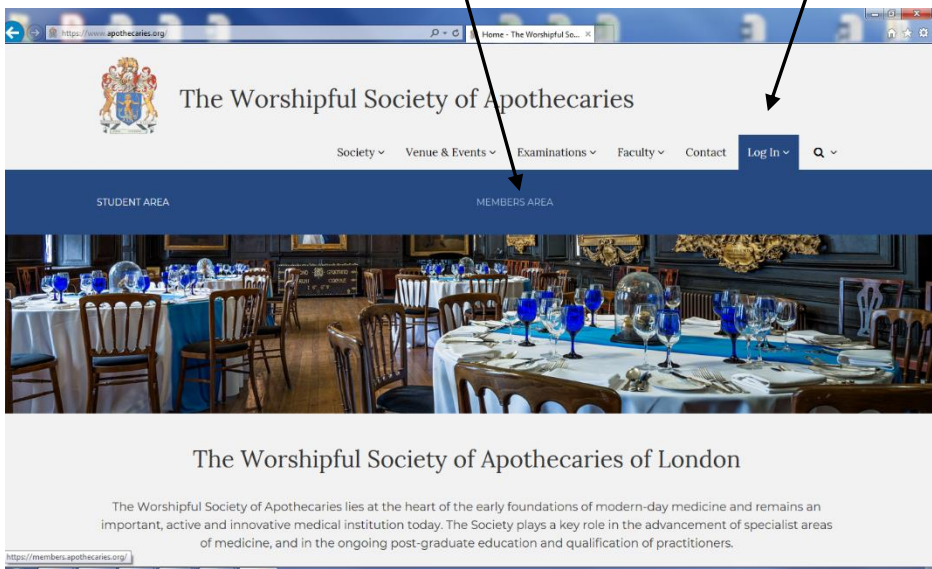 https://www.apothecaries.org/
Home - The Worshipful So...
The Worshipful Society of Apothecaries
Society Venue & Events Examinations Faculty Contact Log In
STUDENT AREA MEMBERS AREA
The Worshipful Society of Apothecaries of London
The Worshipful Society of Apothecaries lies at the heart of the early foundations of modern-day medicine and remains an
important, active and innovative medical institution today. The Society plays a key role in the advancement of specialist areas
of medicine, and in the ongoing post-graduate education and qualification of practitioners.
https://members.apothecaries.org/